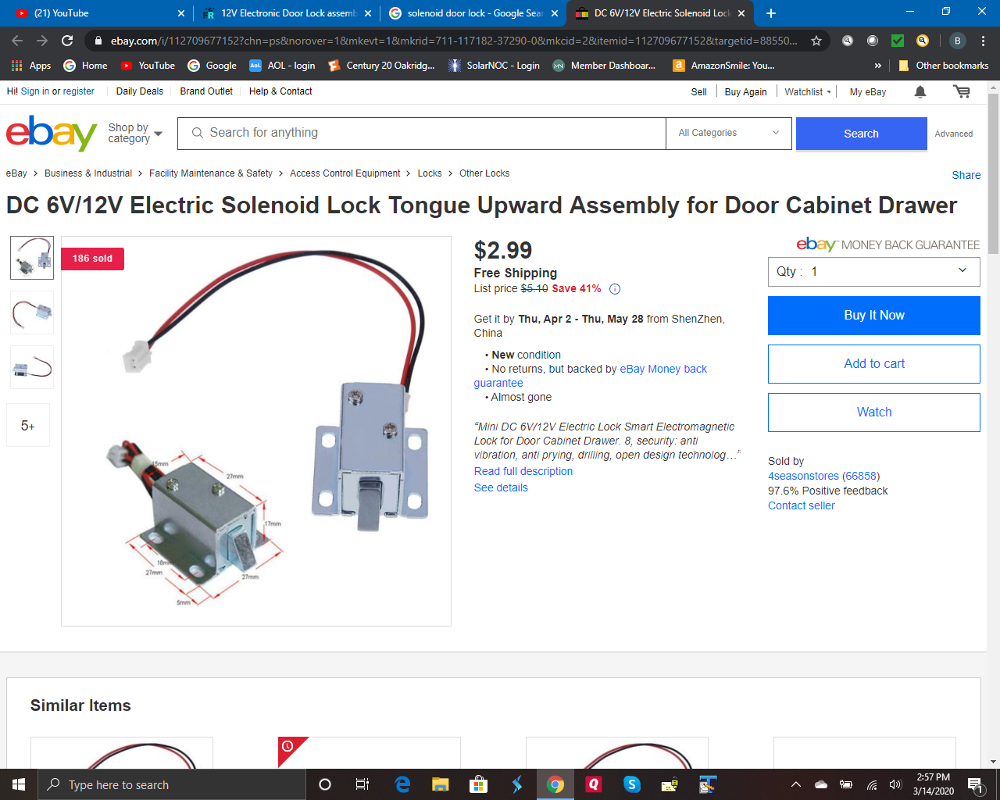 (21) YouTube
12V Electronic Door Lock assemb
solenoid door lock - Google Sear
DC 6V/12V Electric Solenoid Lock
ebay.com/i/112709677152?chn=ps&norover=1&mkevt=1&mkrid=711-117182-37290-0&mkcid=2&itemid=112709677152&targetid=88550...
B
Apps
Home
YouTube
Google
AOL - login
Century 20 Oakridg...
SolarNOC - Login
Member Dashboar...
AmazonSmile: You...
»
Other bookmarks
Hi! Sign in or register
Daily Deals
Brand Outlet
Help & Contact
Sell
Buy Again
Watchlist
My eBay
ebay
Shop by category
Search for anything
All Categories
Search
Advanced
eBay > Business & Industrial > Facility Maintenance & Safety > Access Control Equipment > Locks > Other Locks
Share
DC 6V/12V Electric Solenoid Lock Tongue Upward Assembly for Door Cabinet Drawer
186 sold
5+
15mm
27mm
17mm
18mm
27mm
27mm
5mm
$2.99
Free Shipping
List price $5.10 Save 41%
Get it by Thu, Apr 2 - Thu, May 28 from ShenZhen,
China
• New condition
• No returns, but backed by eBay Money back
guarantee
• Almost gone
“Mini DC 6V/12V Electric Lock Smart Electromagnetic
Lock for Door Cabinet Drawer. 8, security: anti
vibration, anti prying, drilling, open design technolog...”
Read full description
See details
ebay MONEY BACK GUARANTEE
Qty : 1
Buy It Now
Add to cart
Watch
Sold by
4seasonstores (66858)
97.6% Positive feedback
Contact seller
Similar Items
Type here to search
2:57 PM
3/14/2020
1